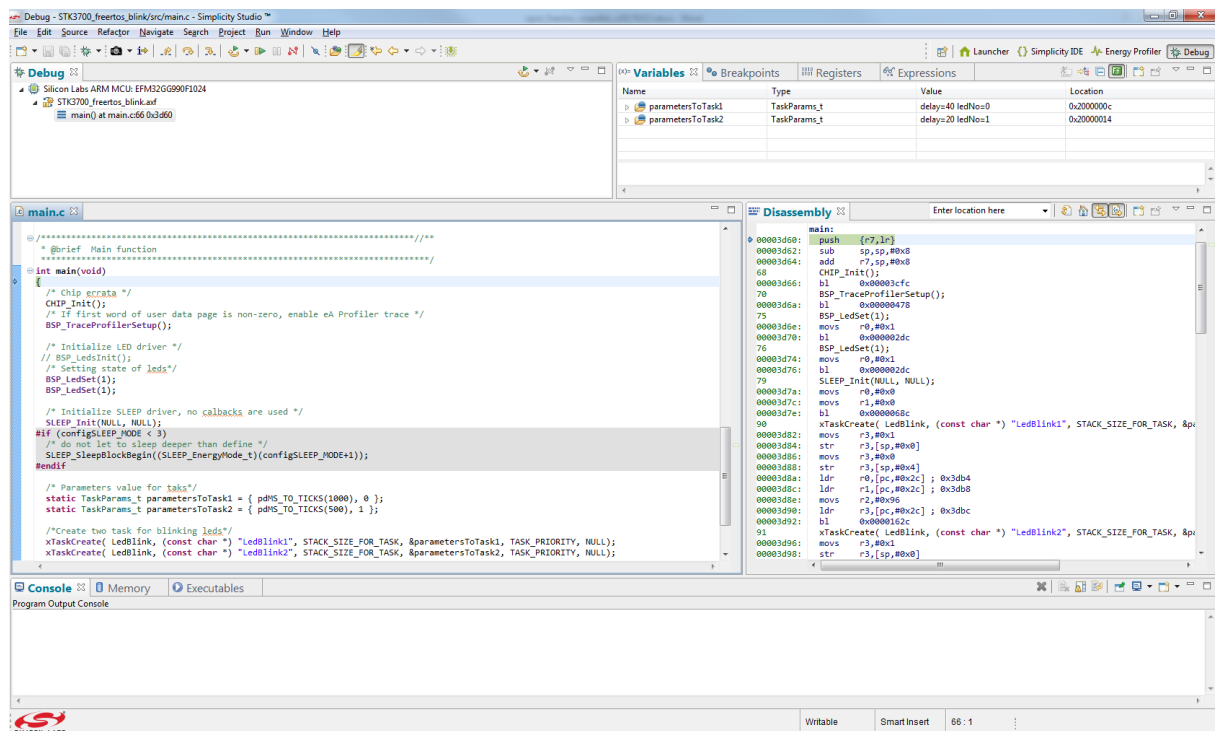 Debug - STK3700_freertos_blink/src/main.c - Simplicity Studio ™
File Edit Source Refactor Navigate Search Project Run Window Help
Launcher {} Simplicity IDE Energy Profiler Debug
Debug
Silicon Labs ARM MCU: EFM32GG990F1024
STK3700_freertos_blink.axf
main() at main.c:66 0x3d60
(x)= Variables Breakpoints Registers Expressions
Name Type Value Location
parametersToTask1 TaskParams_t delay=40 ledNo=0 0x2000000c
parametersToTask2 TaskParams_t delay=20 ledNo=1 0x20000014
main.c
/*************************************************************************//**
* @brief Main function
*****************************************************************************/
int main(void)
{
/* Chip errata */
CHIP_Init();
/* If first word of user data page is non-zero, enable eA Profiler trace */
BSP_TraceProfilerSetup();
/* Initialize LED driver */
// BSP_LedsInit();
/* Setting state of leds*/
BSP_LedSet(1);
BSP_LedSet(1);
/* Initialize SLEEP driver, no calbacks are used */
SLEEP_Init(NULL, NULL);
#if (configSLEEP_MODE < 3)
/* do not let to sleep deeper than define */
SLEEP_SleepBlockBegin((SLEEP_EnergyMode_t)(configSLEEP_MODE+1));
#endif
/* Parameters value for taks*/
static TaskParams_t parametersToTask1 = { pdMS_TO_TICKS(1000), 0 };
static TaskParams_t parametersToTask2 = { pdMS_TO_TICKS(500), 1 };
/*Create two task for blinking leds*/
xTaskCreate( LedBlink, (const char *) "LedBlink1", STACK_SIZE_FOR_TASK, &parametersToTask1, TASK_PRIORITY, NULL);
xTaskCreate( LedBlink, (const char *) "LedBlink2", STACK_SIZE_FOR_TASK, &parametersToTask2, TASK_PRIORITY, NULL);
Disassembly Enter location here
main:
00003d60: push {r7,lr}
00003d62: sub sp,sp,#0x8
00003d64: add r7,sp,#0x8
68 CHIP_Init();
00003d66: bl 0x00003cfc
70 BSP_TraceProfilerSetup();
00003d6a: bl 0x00000478
75 BSP_LedSet(1);
00003d6e: movs r0,#0x1
00003d70: bl 0x000002dc
76 BSP_LedSet(1);
00003d74: movs r0,#0x1
00003d76: bl 0x000002dc
79 SLEEP_Init(NULL, NULL);
00003d7a: movs r0,#0x0
00003d7c: movs r1,#0x0
00003d7e: bl 0x0000068c
90 xTaskCreate( LedBlink, (const char *) "LedBlink1", STACK_SIZE_FOR_TASK, &pa
00003d82: movs r3,#0x1
00003d84: str r3,[sp,#0x0]
00003d86: movs r3,#0x0
00003d88: str r3,[sp,#0x4]
00003d8a: ldr r0,[pc,#0x2c] ; 0x3db4
00003d8c: ldr r1,[pc,#0x2c] ; 0x3db8
00003d8e: movs r2,#0x96
00003d90: ldr r3,[pc,#0x2c] ; 0x3dbc
00003d92: bl 0x0000162c
91 xTaskCreate( LedBlink, (const char *) "LedBlink2", STACK_SIZE_FOR_TASK, &pa
00003d96: movs r3,#0x1
00003d98: str r3,[sp,#0x0]
Console Memory Executables
Program Output Console
Writable Smart Insert 66 : 1